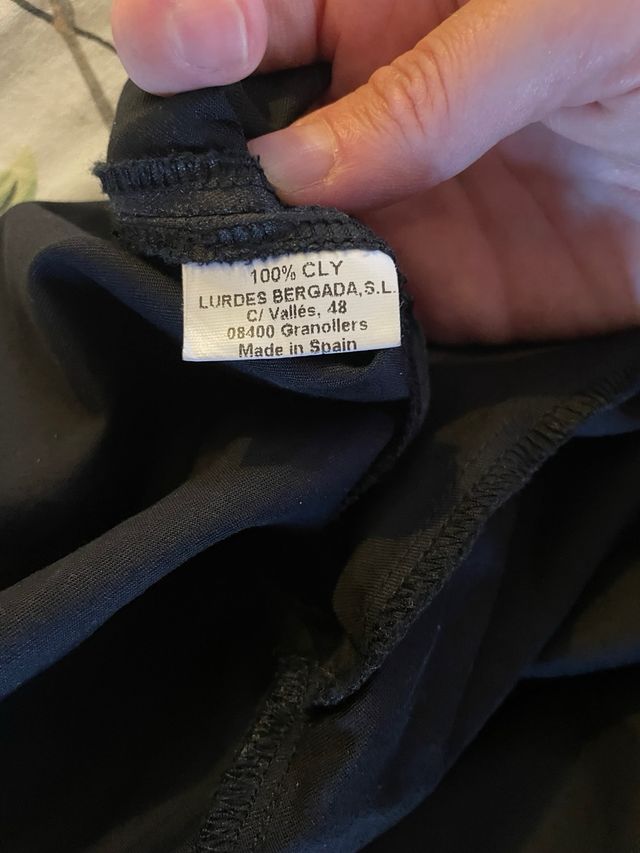 100% CLY
LURDES BERGADA,S.L.
C/ Vallés, 48
08400 Granollers
Made in Spain